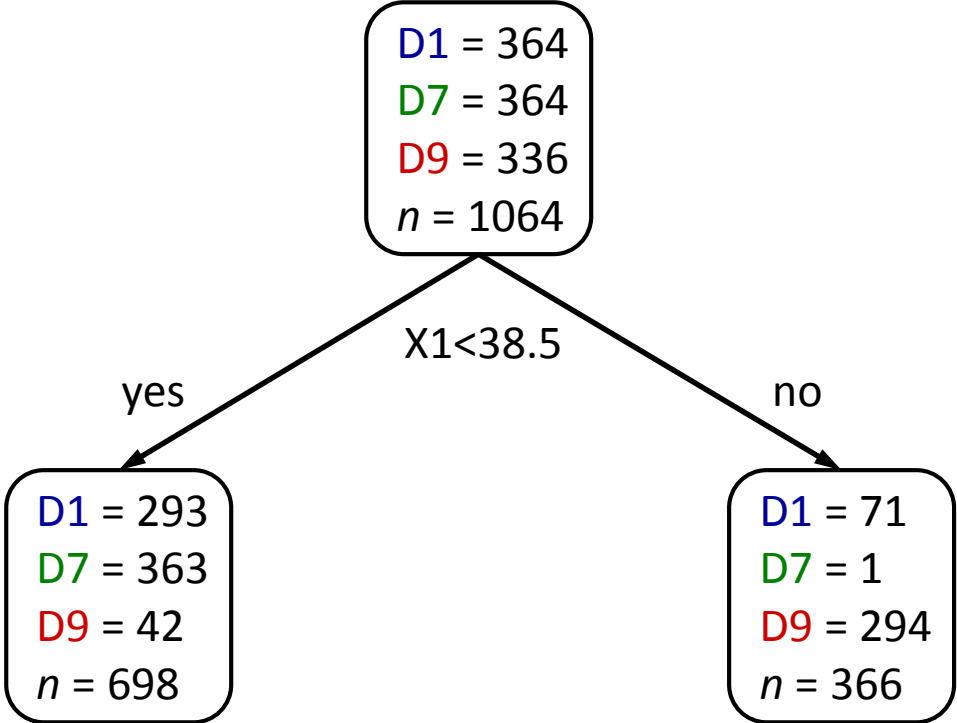 D1 = 364
D7 = 364
D9 = 336
n = 1064
X1<38.5
yes
no
D1 = 293
D7 = 363
D9 = 42
n = 698
D1 = 71
D7 = 1
D9 = 294
n = 366